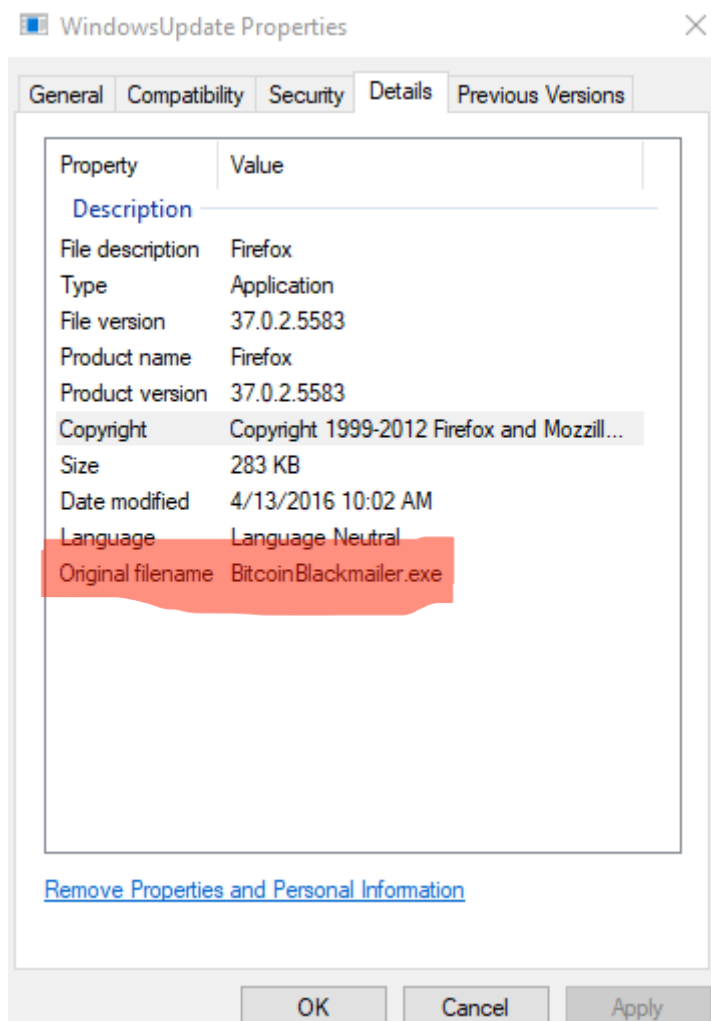 WindowsUpdate Properties
General Compatibility Security Details Previous Versions
Property Value
Description
File description Firefox
Type Application
File version 37.0.2.5583
Product name Firefox
Product version 37.0.2.5583
Copyright Copyright 1999-2012 Firefox and Mozzill...
Size 283 KB
Date modified 4/13/2016 10:02 AM
Language Language Neutral
Original filename BitcoinBlackmailer.exe
Remove Properties and Personal Information
OK Cancel Apply